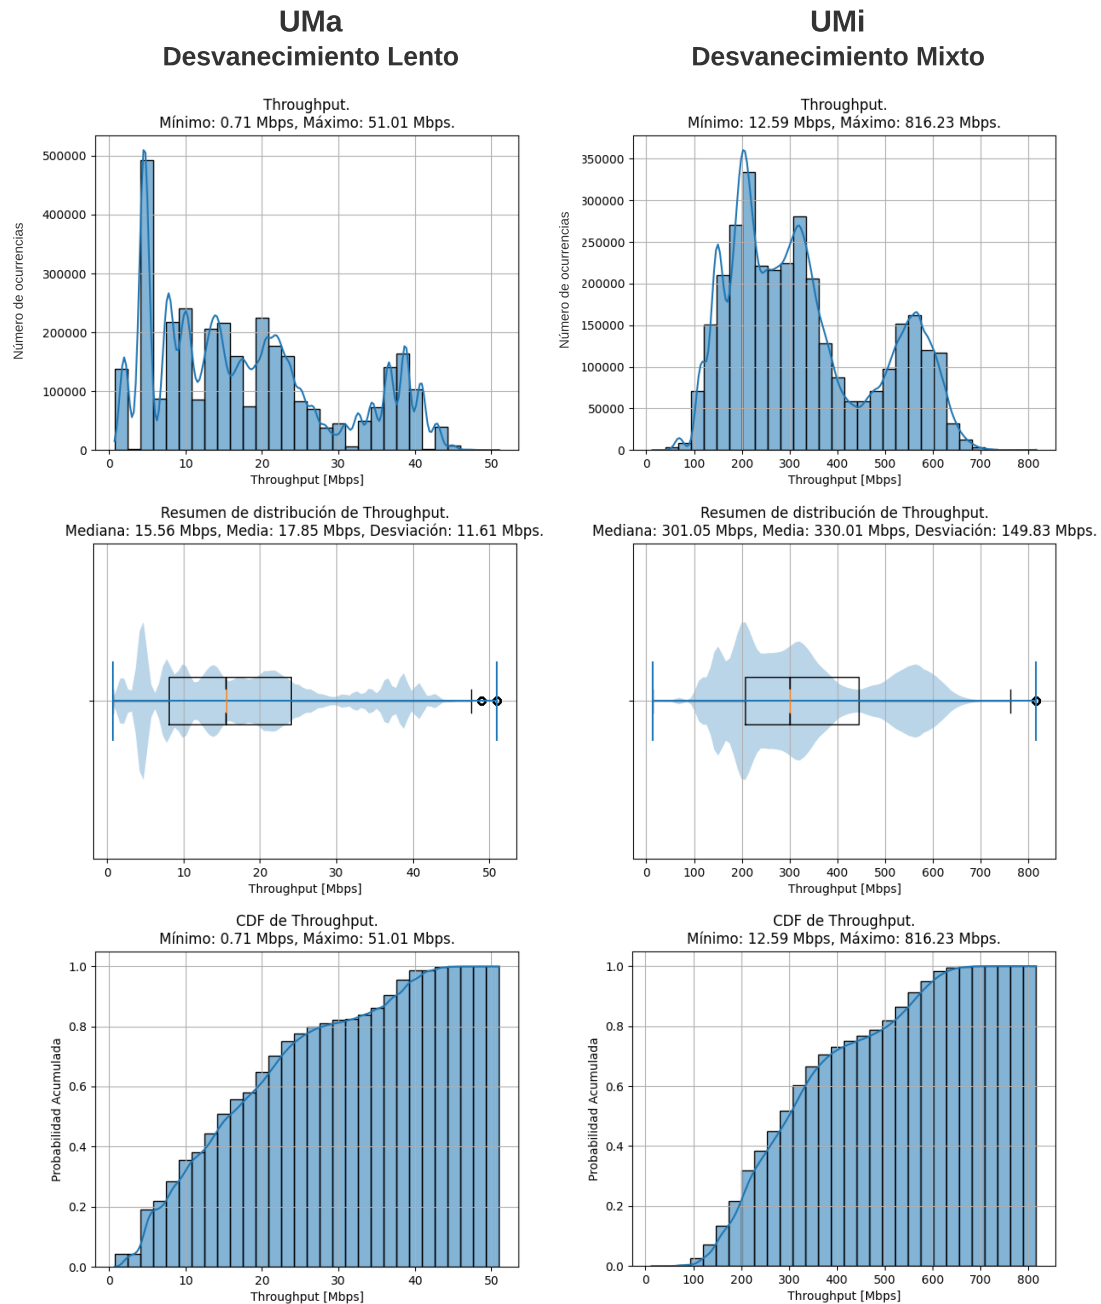 UMa
Desvanecimiento Lento
UMi
Desvanecimiento Mixto
Throughput.
Mínimo: 0.71 Mbps, Máximo: 51.01 Mbps.
500000
400000
300000
200000
100000
0
Número de ocurrencias
0 10 20 30 40 50
Throughput [Mbps]
Throughput.
Mínimo: 12.59 Mbps, Máximo: 816.23 Mbps.
350000
300000
250000
200000
150000
100000
50000
0
Número de ocurrencias
0 100 200 300 400 500 600 700 800
Throughput [Mbps]
Resumen de distribución de Throughput.
Mediana: 15.56 Mbps, Media: 17.85 Mbps, Desviación: 11.61 Mbps.
0 10 20 30 40 50
Throughput [Mbps]
Resumen de distribución de Throughput.
Mediana: 301.05 Mbps, Media: 330.01 Mbps, Desviación: 149.83 Mbps.
0 100 200 300 400 500 600 700 800
Throughput [Mbps]
CDF de Throughput.
Mínimo: 0.71 Mbps, Máximo: 51.01 Mbps.
1.0
0.8
0.6
0.4
0.2
0.0
Probabilidad Acumulada
0 10 20 30 40 50
Throughput [Mbps]
CDF de Throughput.
Mínimo: 12.59 Mbps, Máximo: 816.23 Mbps.
1.0
0.8
0.6
0.4
0.2
0.0
Probabilidad Acumulada
0 100 200 300 400 500 600 700 800
Throughput [Mbps]